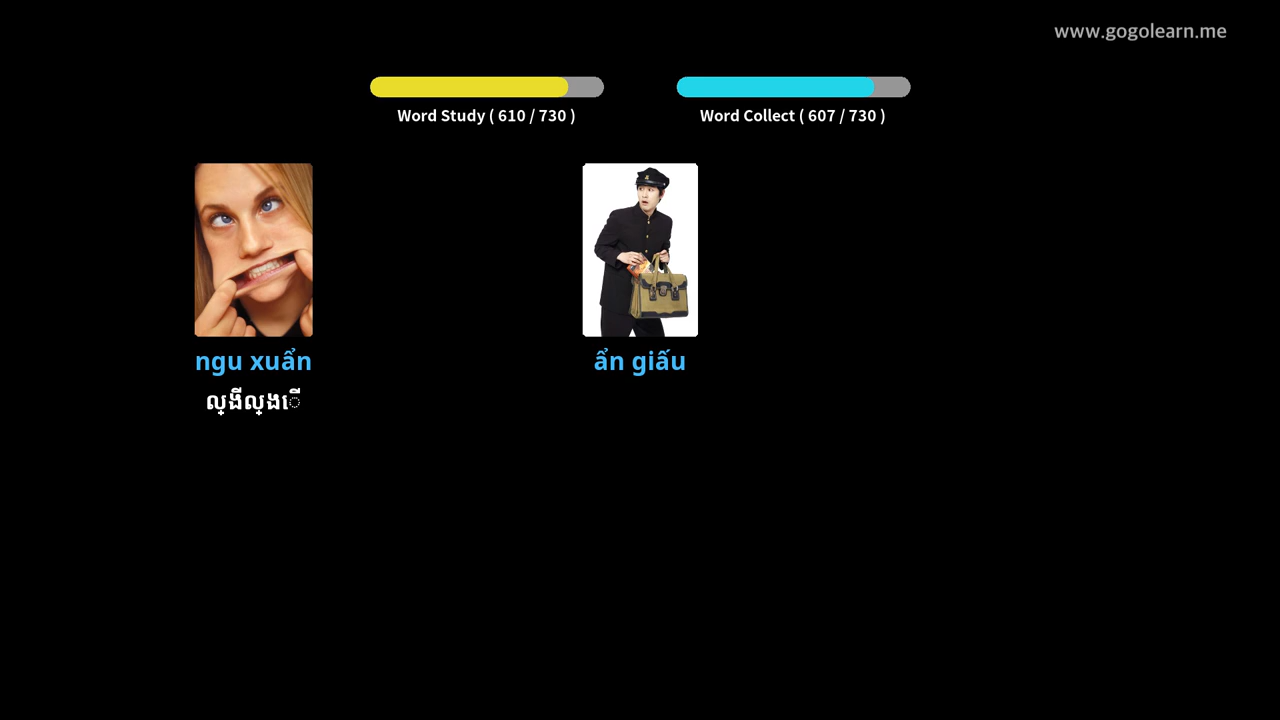 www.gogolearn.me
Word Study ( 610 / 730 )
Word Collect ( 607 / 730 )
ngu xuẩn
ẩn giấu
ល្ងីល្ងើ